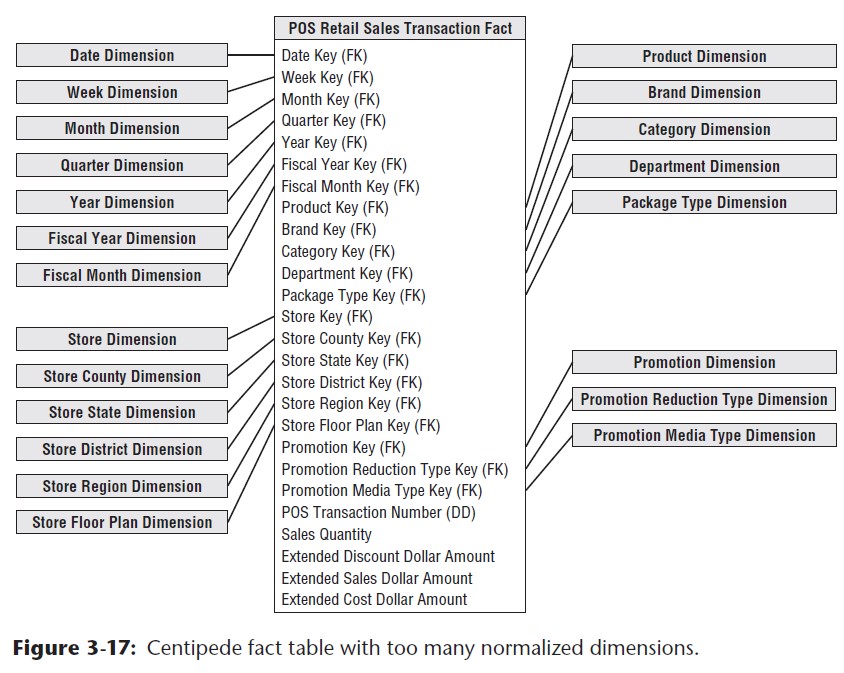 POS Retail Sales Transaction Fact
Date Dimension
Week Dimension
Month Dimension
Quarter Dimension
Year Dimension
Fiscal Year Dimension
Fiscal Month Dimension
Store Dimension
Store County Dimension
Store State Dimension
Store District Dimension
Store Region Dimension
Store Floor Plan Dimension
Date Key (FK)
Week Key (FK)
Month Key (FK)
Quarter Key (FK)
Year Key (FK)
Fiscal Year Key (FK)
Fiscal Month Key (FK)
Product Key (FK)
Brand Key (FK)
Category Key (FK)
Department Key (FK)
Package Type Key (FK)
Store Key (FK)
Store County Key (FK)
Store State Key (FK)
Store District Key (FK)
Store Region Key (FK)
Store Floor Plan Key (FK)
Promotion Key (FK)
Promotion Reduction Type Key (FK)
Promotion Media Type Key (FK)
POS Transaction Number (DD)
Sales Quantity
Extended Discount Dollar Amount
Extended Sales Dollar Amount
Extended Cost Dollar Amount
Product Dimension
Brand Dimension
Category Dimension
Department Dimension
Package Type Dimension
Promotion Dimension
Promotion Reduction Type Dimension
Promotion Media Type Dimension
Figure 3-17: Centipede fact table with too many normalized dimensions.